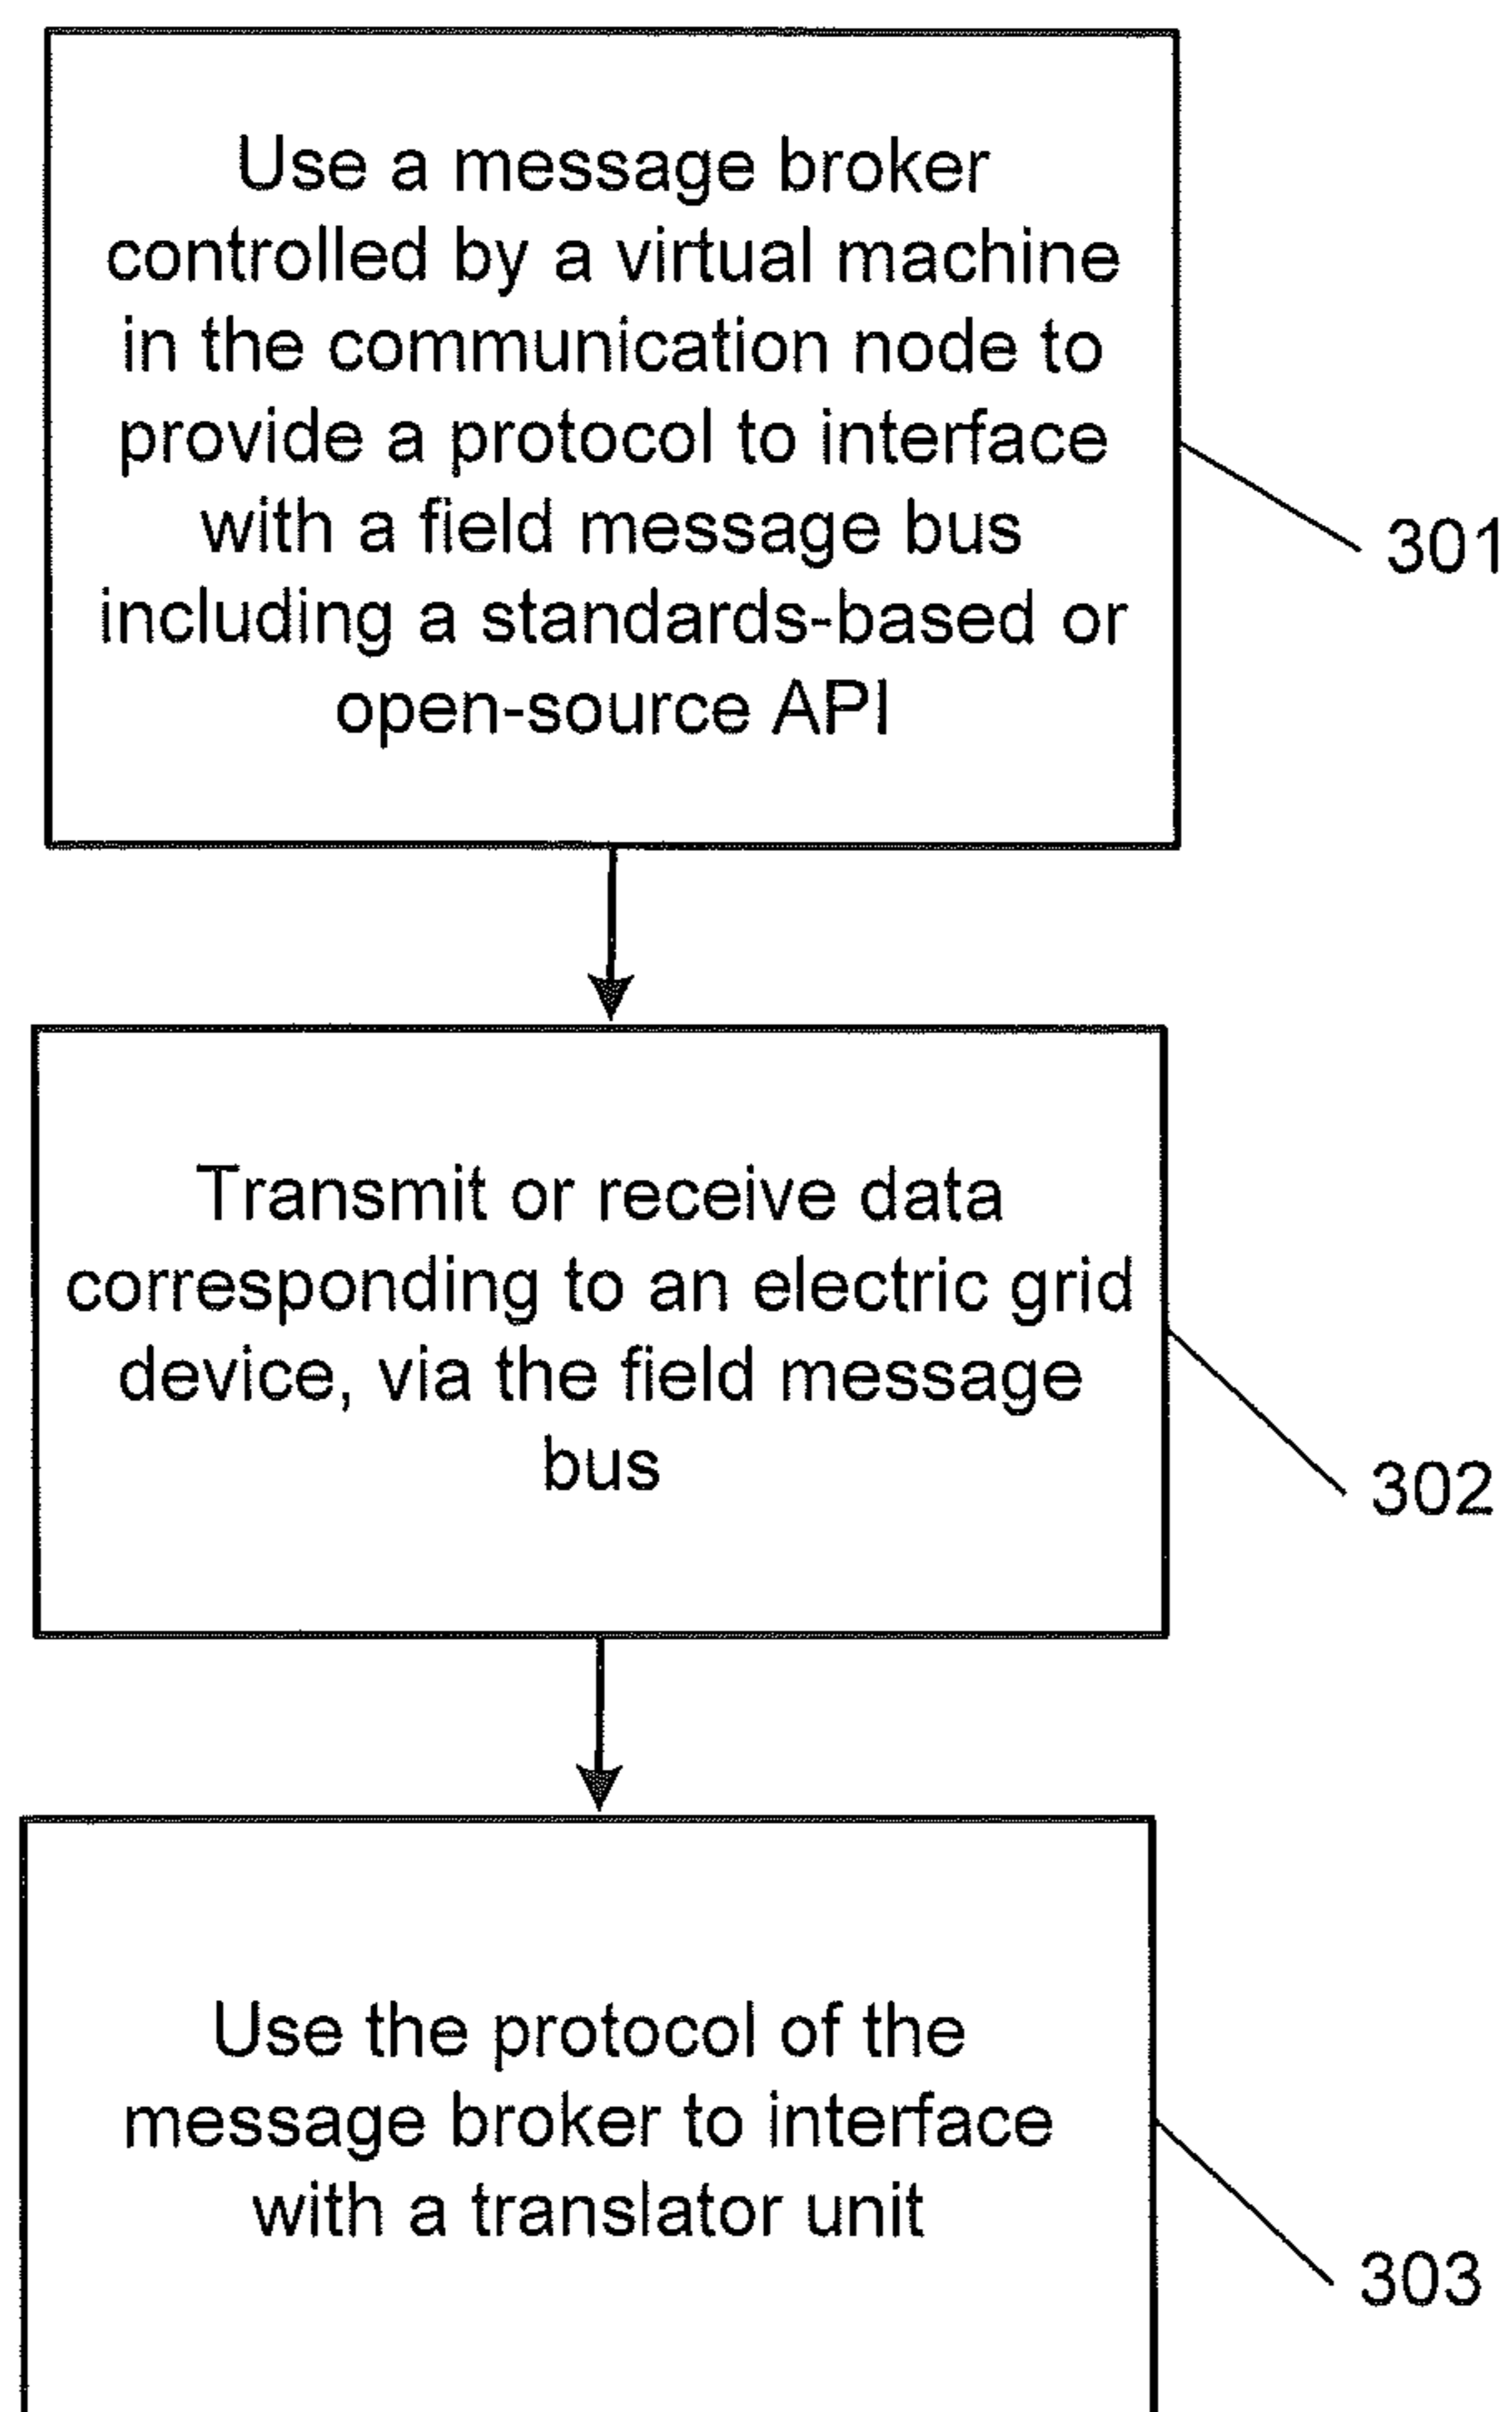 Use a message broker
controlled by a virtual machine
in the communication node to
provide a protocol to interface
with a field message bus
including a standards-based or
open-source API
301
Transmit or receive data
corresponding to an electric grid
device, via the field message
bus
302
Use the protocol of the
message broker to interface
with a translator unit
303